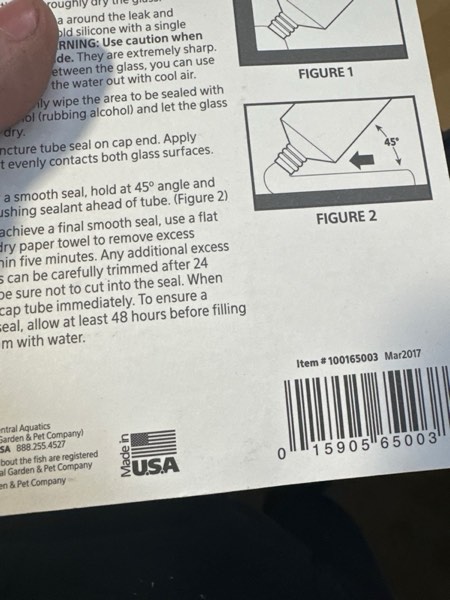 roughly dry the
a around the leak and
old silicone with a single
RNING: Use caution when
de. They are extremely sharp.
etween the glass, you can use
the water out with cool air.
ly wipe the area to be sealed with
ol (rubbing alcohol) and let the glass
dry.
ncture tube seal on cap end. Apply
t evenly contacts both glass surfaces.
a smooth seal, hold at 45° angle and
ushing sealant ahead of tube. (Figure 2)
achieve a final smooth seal, use a flat
dry paper towel to remove excess
hin five minutes. Any additional excess
s can be carefully trimmed after 24
be sure not to cut into the seal. When
cap tube immediately. To ensure a
seal, allow at least 48 hours before filling
m with water.
FIGURE 1
45°
FIGURE 2
Item # 100165003 Mar2017
0 15905 65003
entral Aquatics
Garden & Pet Company)
SA 888.255.4527
bout the fish are registered
al Garden & Pet Company
en & Pet Company
Made in
USA